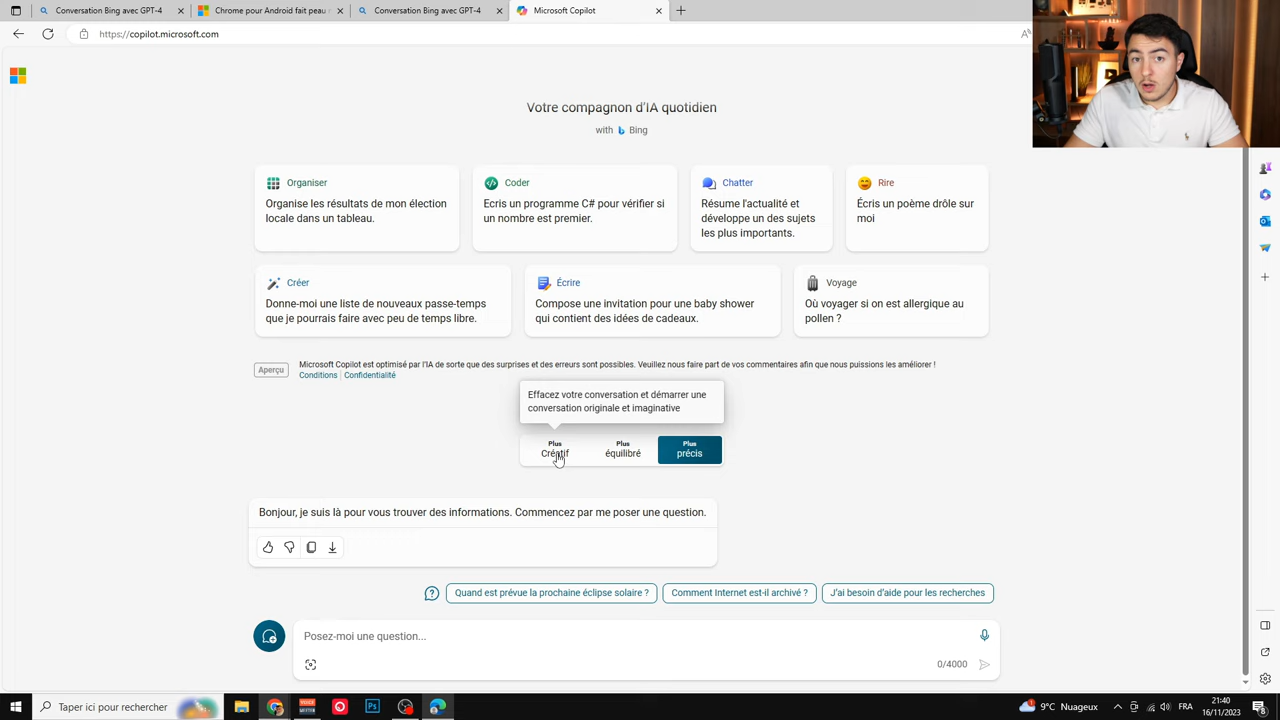 Conversation Bing avec GPT-4
Chrome pour Android fait peau n
Conversation Bing avec GPT-4
Microsoft Copilot
https://copilot.microsoft.com
Votre compagnon d'IA quotidien
with Bing
Organiser
Organise les résultats de mon élection
locale dans un tableau.
Coder
Ecris un programme C# pour vérifier si
un nombre est premier.
Chatter
Résume l'actualité et
développe un des sujets
les plus importants.
Rire
Écris un poème drôle sur
moi
Créer
Donne-moi une liste de nouveaux passe-temps
que je pourrais faire avec peu de temps libre.
Écrire
Compose une invitation pour une baby shower
qui contient des idées de cadeaux.
Voyage
Où voyager si on est allergique au
pollen ?
Aperçu
Microsoft Copilot est optimisé par l'IA de sorte que des surprises et des erreurs sont possibles. Veuillez nous faire part de vos commentaires afin que nous puissions les améliorer !
Conditions Confidentialité
Effacez votre conversation et démarrer une
conversation originale et imaginative
Plus
Créatif
Plus
équilibré
Plus
précis
Bonjour, je suis là pour vous trouver des informations. Commencez par me poser une question.
Quand est prévue la prochaine éclipse solaire ?
Comment Internet est-il archivé ?
J'ai besoin d'aide pour les recherches
Posez-moi une question...
0/4000
Taper ici pour rechercher
9°C Nuageux
FRA
21:40
16/11/2023